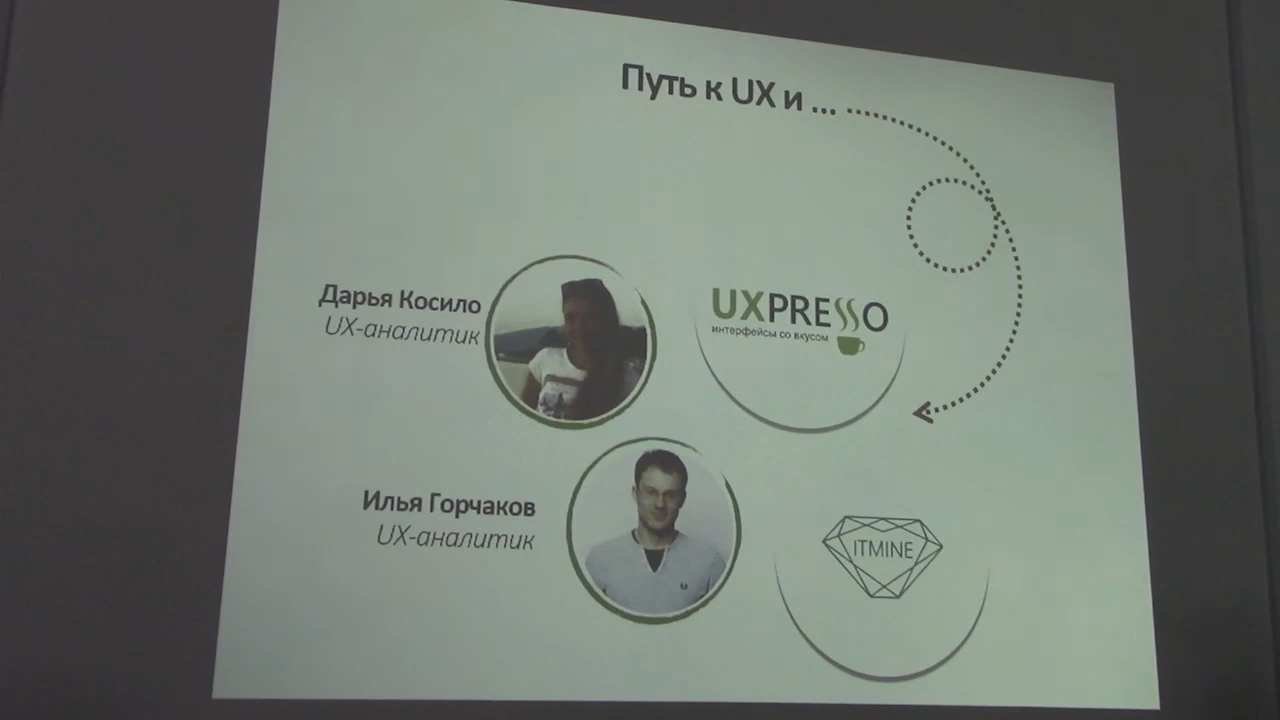 Путь к UX и ...
Дарья Косило
UX-аналитик
UXPRESSO
интерфейсы со вкусом
Илья Горчаков
UX-аналитик
ITMINE